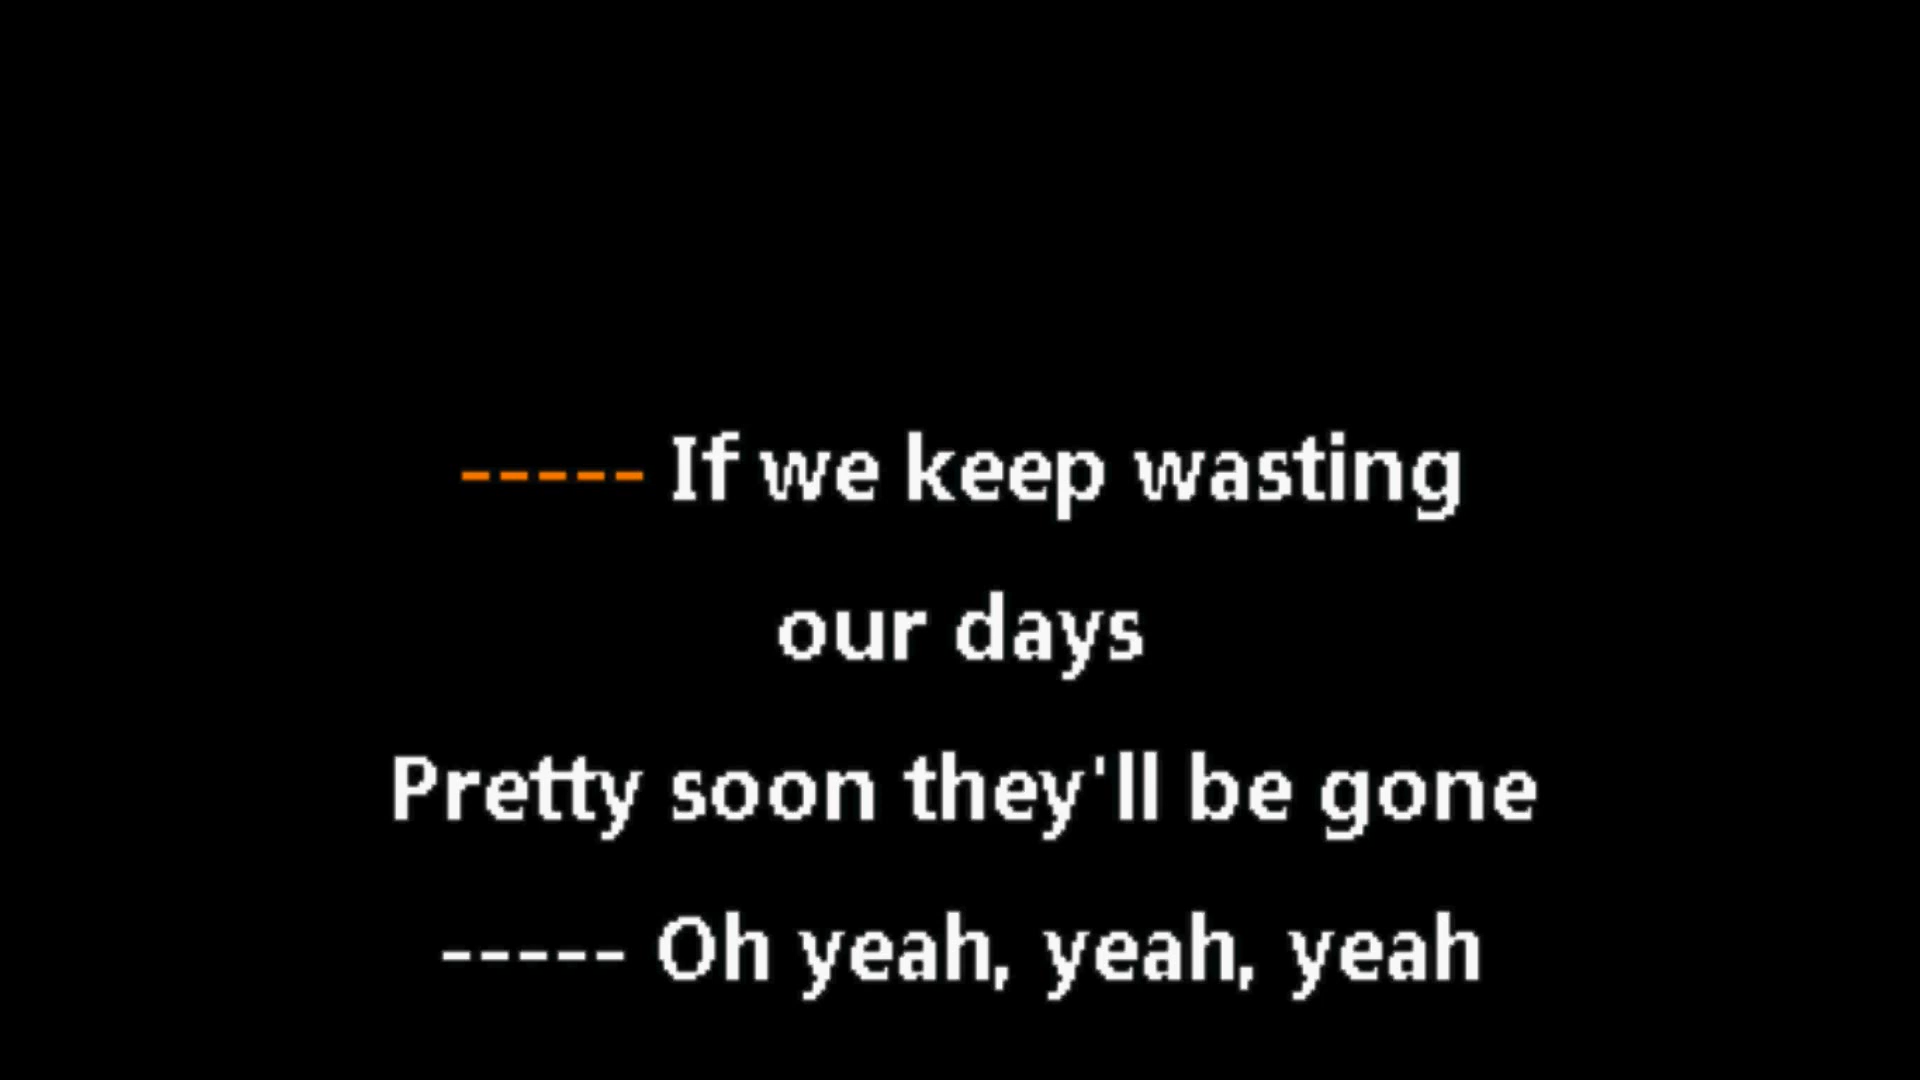 ----- If we keep wasting
our days
Pretty soon they'll be gone
----- Oh yeah, yeah, yeah